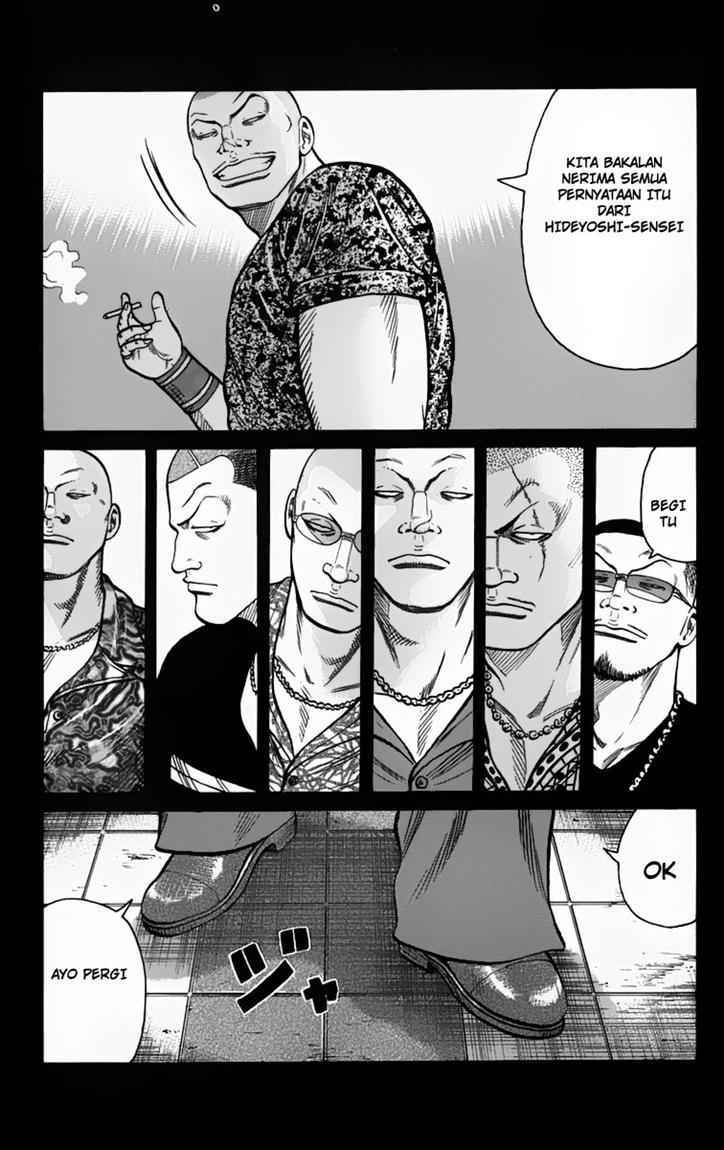 KITA BAKALAN
NERIMA SEMUA
PERNYATAAN ITU
DARI
HIDEYOSHI-SENSEI
BEGI
TU
OK
AYO PERGI
ジャ